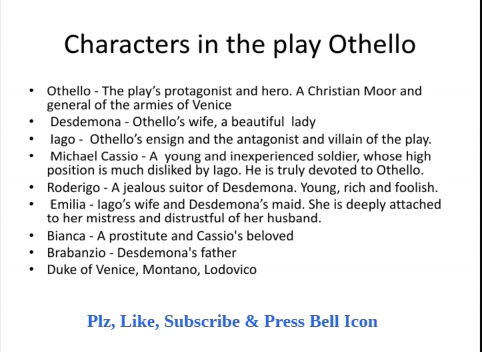 Characters in the play Othello
• Othello - The play's protagonist and hero. A Christian Moor and
general of the armies of Venice
• Desdemona - Othello's wife, a beautiful lady
• Iago - Othello's ensign and the antagonist and villain of the play.
• Michael Cassio - A young and inexperienced soldier, whose high
position is much disliked by Iago. He is truly devoted to Othello.
• Roderigo - A jealous suitor of Desdemona. Young, rich and foolish.
• Emilia - Iago's wife and Desdemona's maid. She is deeply attached
to her mistress and distrustful of her husband.
• Bianca - A prostitute and Cassio's beloved
• Brabanzio - Desdemona's father
• Duke of Venice, Montano, Lodovico
Plz, Like, Subscribe & Press Bell Icon